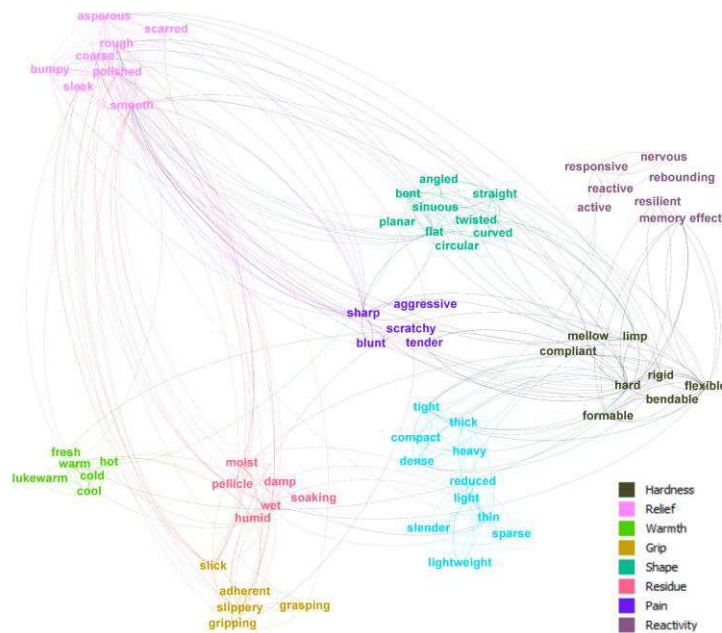 asperous
scarred
rough
coarse
bumpy
polished
sleek
smooth
nervous
responsive
rebounding
reactive
resilient
active
memory effect
angled
bent
straight
sinuous
planar
twisted
flat
curved
circular
aggressive
sharp
scratchy
blunt
tender
mellow
limp
compliant
rigid
hard
flexible
bendable
formable
tight
thick
compact
heavy
dense
reduced
light
thin
slender
sparse
lightweight
fresh
warm
hot
lukewarm
cold
cool
moist
pellicle
damp
soaking
wet
humid
slick
adherent
slippery
grasping
gripping
Hardness
Relief
Warmth
Grip
Shape
Residue
Pain
Reactivity